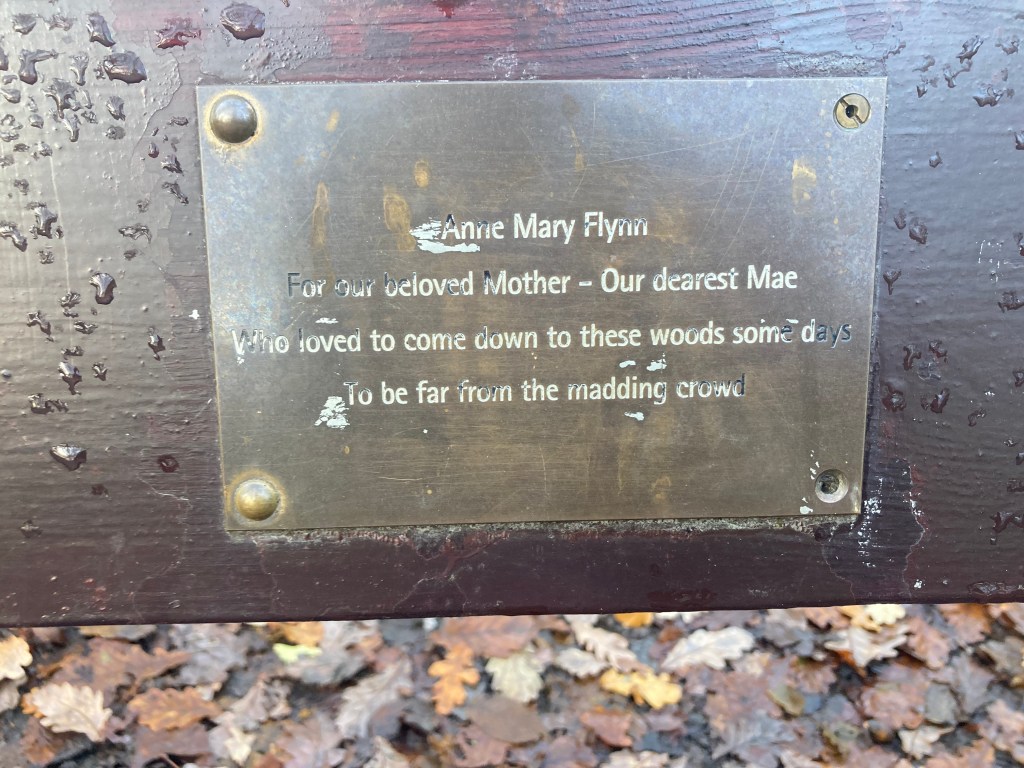 Anne Mary Flynn
For our beloved Mother – Our dearest Mae
Who loved to come down to these woods some days
To be far from the madding crowd